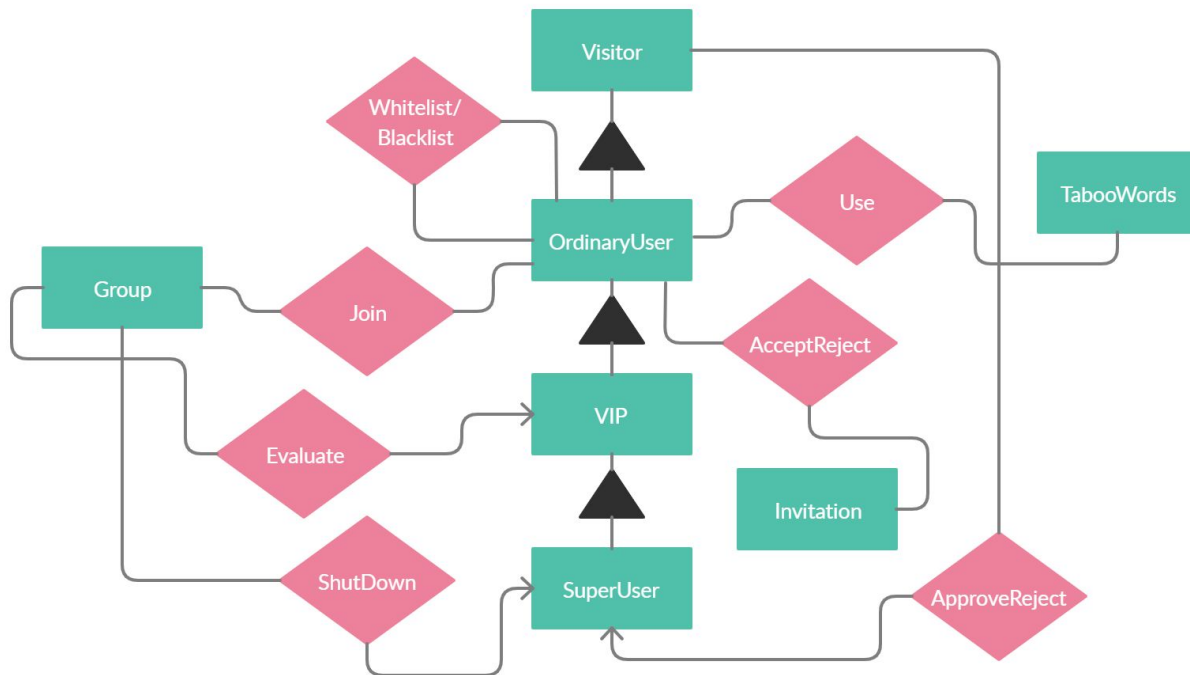 Visitor
Whitelist/
Blacklist
Use
TabooWords
OrdinaryUser
Group
Join
AcceptReject
VIP
Evaluate
Invitation
ShutDown
SuperUser
ApproveReject